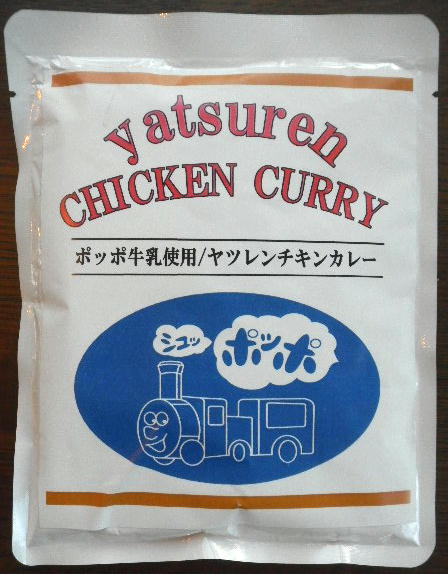 yatsuren
CHICKEN CURRY
ポッポ牛乳使用/ヤツレンチキンカレー
シュッ
ポッポ